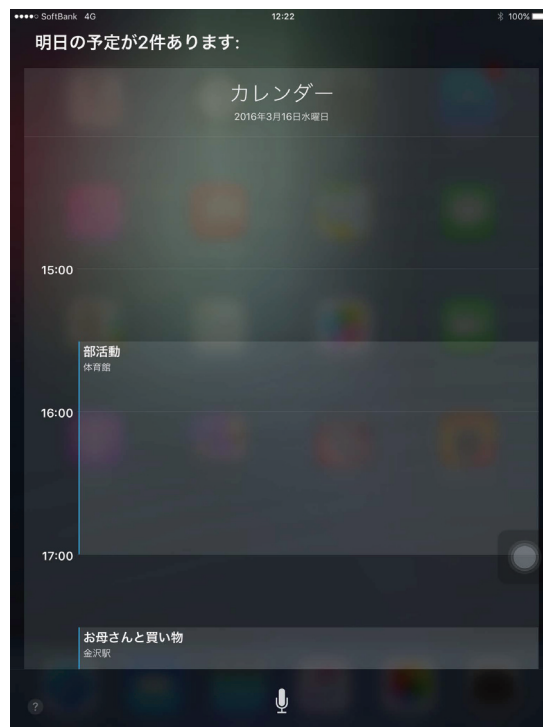 SoftBank 4G 12:22 100%
明日の予定が2件あります:
カレンダー
2016年3月16日水曜日
15:00
部活動
体育館
16:00
17:00
お母さんと買い物
金沢駅
?